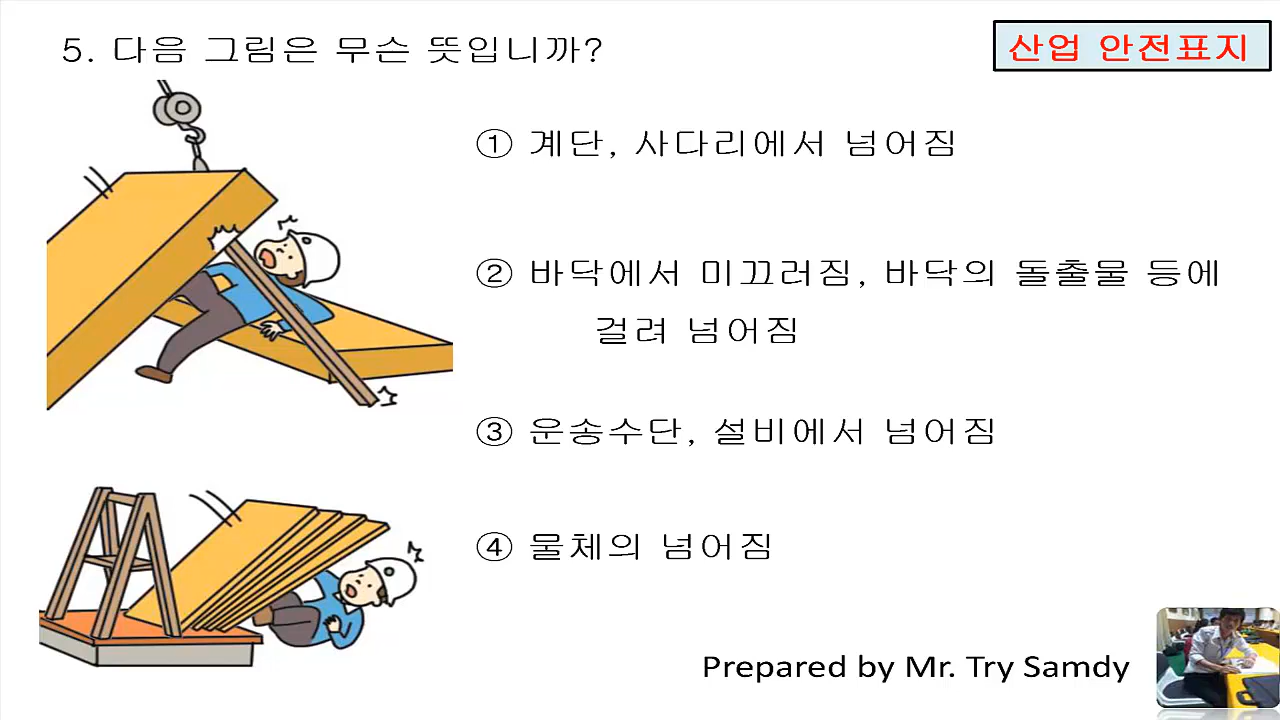 5. 다음 그림은 무슨 뜻입니까?
산업 안전표지
① 계단, 사다리에서 넘어짐
② 바닥에서 미끄러짐, 바닥의 돌출물 등에
걸려 넘어짐
③ 운송수단, 설비에서 넘어짐
④ 물체의 넘어짐
Prepared by Mr. Try Samdy